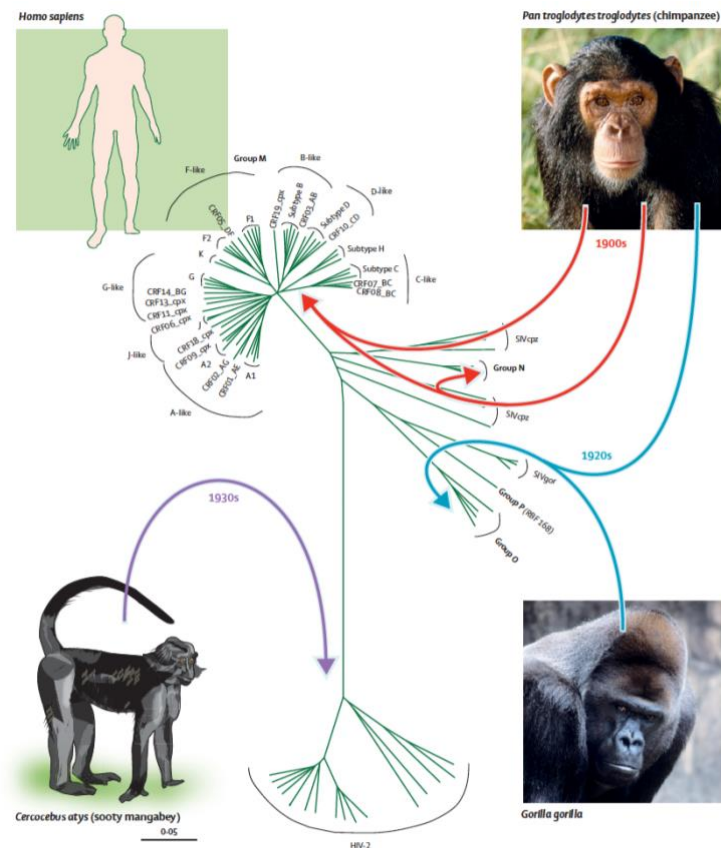 Homo sapiens
Pan troglodytes troglodytes (chimpanzee)
Group M
B-like
F-like
D-like
CRF19_cpx
Subtype B
CRF03_AB
Subtype D
CRF10_CD
CRF05_DF
F1
F2
K
Subtype H
Subtype C
CRF07_BC
CRF08_BC
C-like
1900s
G-like
G
CRF14_BG
CRF13_cpx
CRF11_cpx
CRF06_cpx
J
J-like
CRF18_cpx
CRF09_cpx
A2
CRF02_AG
CRF01_AE
A1
A-like
SIVcpz
Group N
SIVcpz
1920s
SIVgor
Group P (RBF168)
Group O
1930s
Cercocebus atys (sooty mangabey)
0·05
HIV-2
Gorilla gorilla